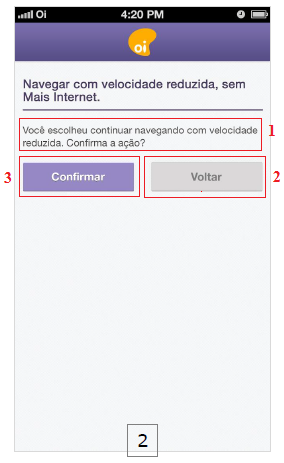 Oi 4:20 PM
oi
Navegar com velocidade reduzida, sem
Mais Internet.
Você escolheu continuar navegando com velocidade
reduzida. Confirma a ação?
1
3
Confirmar
Voltar
2
2